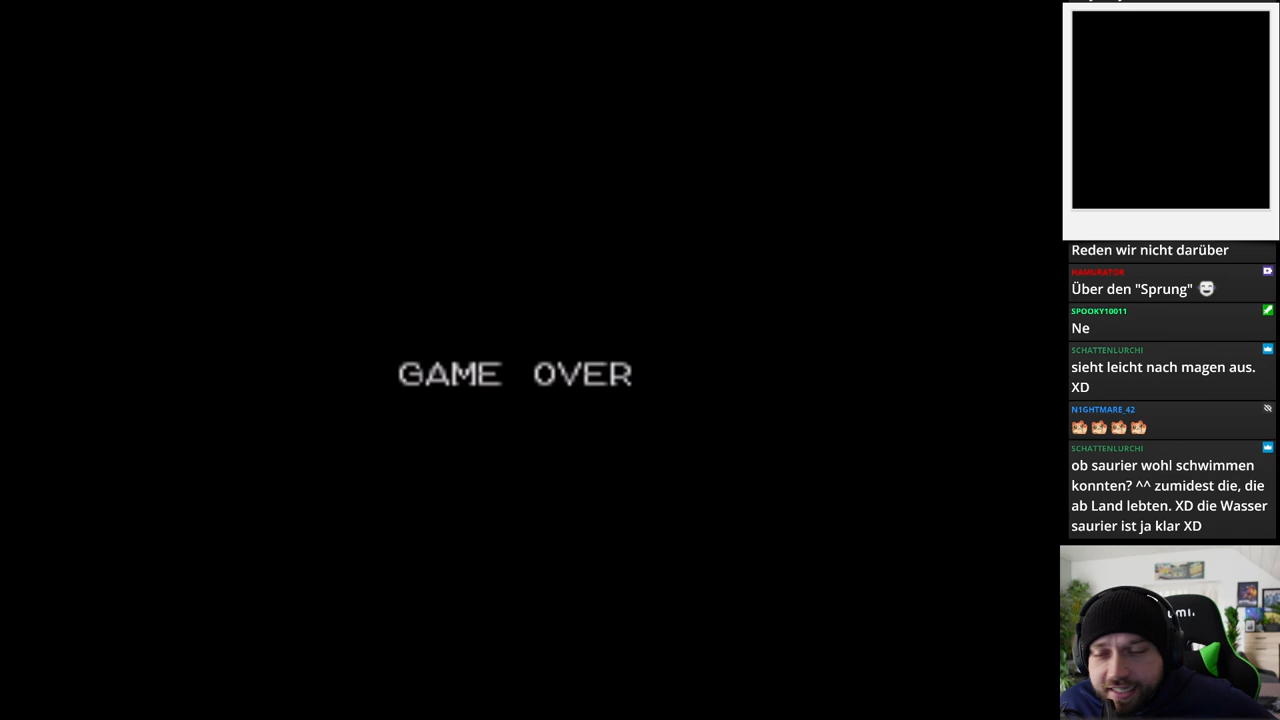 GAME OVER
Reden wir nicht darüber
HAMURATOR
Über den "Sprung"
SPOOKY10011
Ne
SCHATTENLURCHI
sieht leicht nach magen aus.
XD
N1GHTMARE_42
SCHATTENLURCHI
ob saurier wohl schwimmen
konnten? ^^ zumidest die, die
ab Land lebten. XD die Wasser
saurier ist ja klar XD